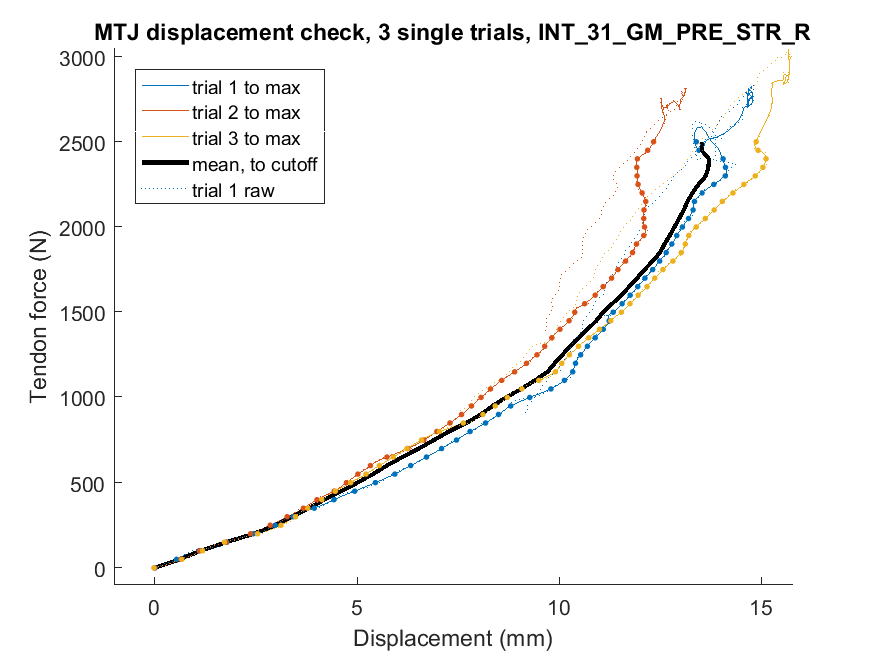 MTJ displacement check, 3 single trials, INT_31_GM_PRE_STR_R
3000
2500
2000
1500
1000
500
0
Tendon force (N)
trial 1 to max
trial 2 to max
trial 3 to max
mean, to cutoff
trial 1 raw
0 5 10 15
Displacement (mm)